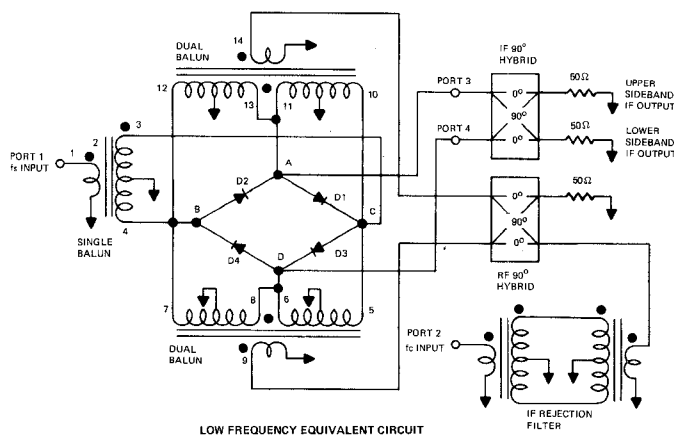 14
DUAL
BALUN
12
13
11
10
IF 90°
HYBRID
PORT 3
0°
90°
0°
50Ω
UPPER
SIDEBAND
IF OUTPUT
PORT 4
50Ω
LOWER
SIDEBAND
IF OUTPUT
3
2
1
PORT 1
fs INPUT
4
SINGLE
BALUN
A
D2
D1
B
C
D4
D3
D
0°
90°
0°
50Ω
RF 90°
HYBRID
7
8
6
5
DUAL
BALUN
9
PORT 2
fc INPUT
IF REJECTION
FILTER
LOW FREQUENCY EQUIVALENT CIRCUIT